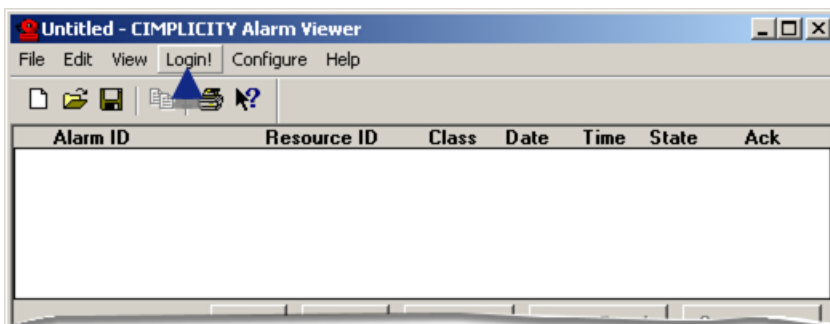 Untitled - CIMPLICITY Alarm Viewer
File Edit View Login! Configure Help
Alarm ID Resource ID Class Date Time State Ack